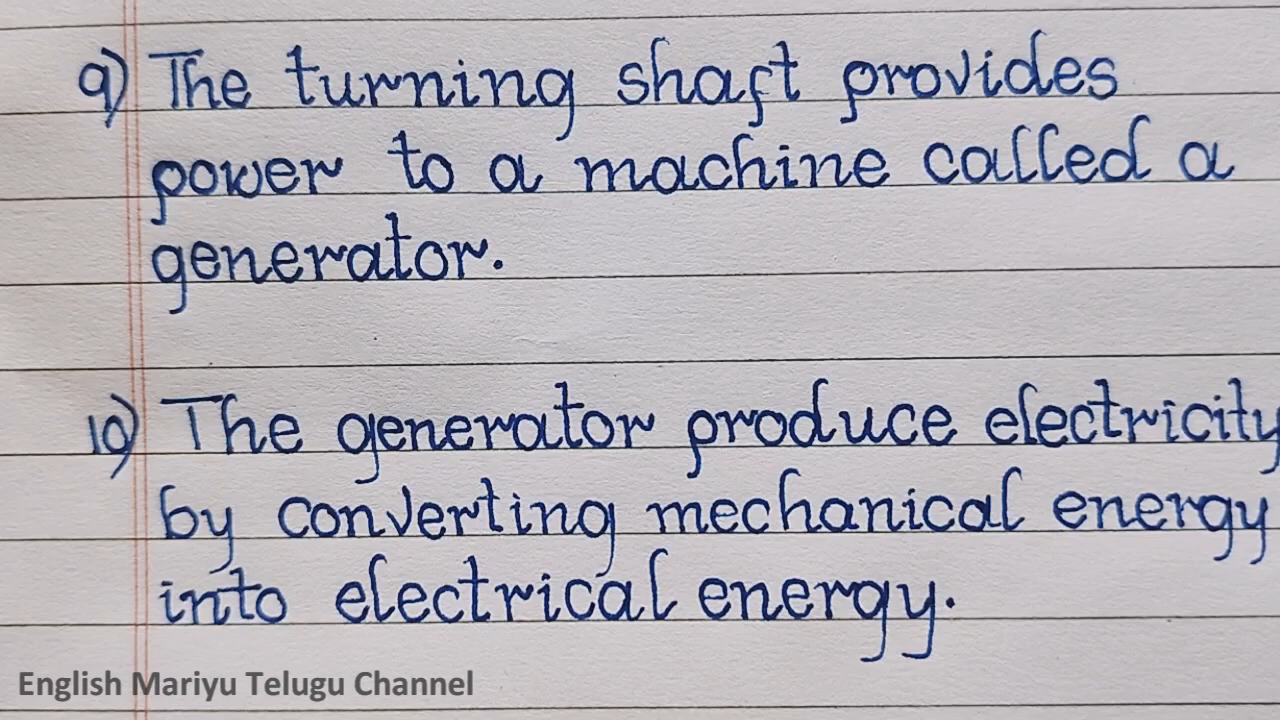 9) The turning shaft provides
power to a machine called a
generator.
10) The generator produce electricity
by converting mechanical energy
into electrical energy.
English Mariyu Telugu Channel